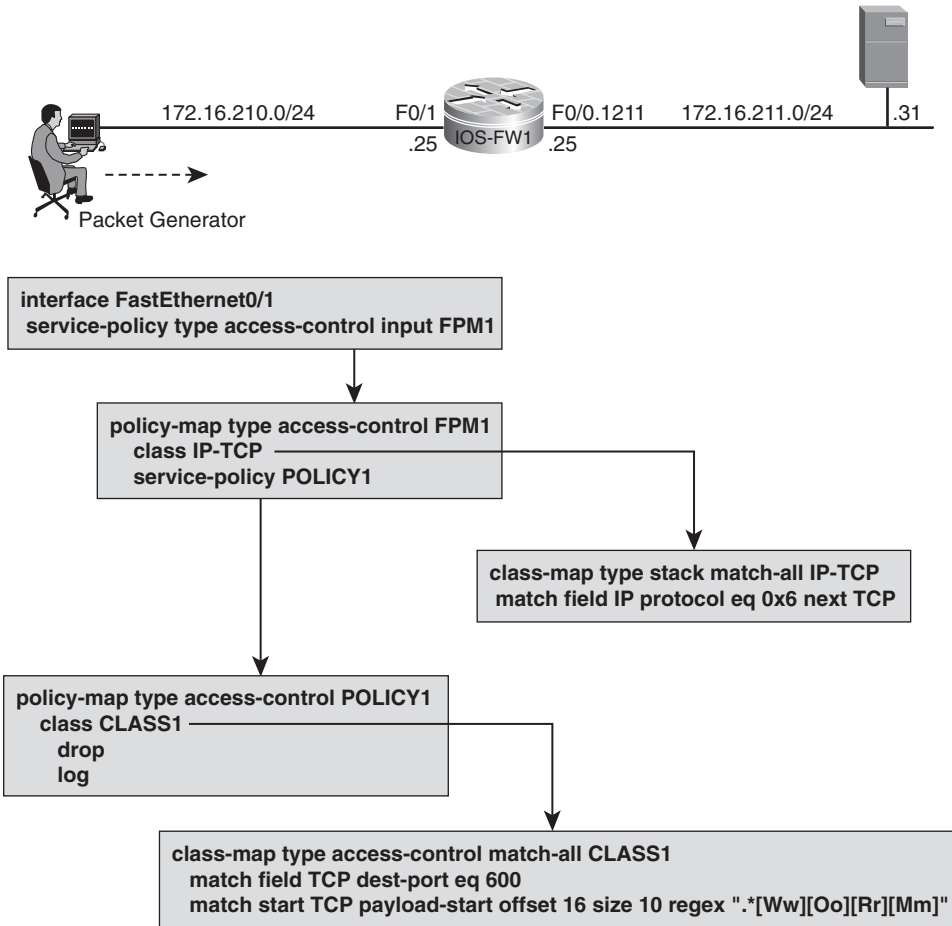 172.16.210.0/24 F0/1 F0/0.1211 172.16.211.0/24 .31
.25 IOS-FW1 .25
Packet Generator
interface FastEthernet0/1
service-policy type access-control input FPM1
policy-map type access-control FPM1
class IP-TCP
service-policy POLICY1
class-map type stack match-all IP-TCP
match field IP protocol eq 0x6 next TCP
policy-map type access-control POLICY1
class CLASS1
drop
log
class-map type access-control match-all CLASS1
match field TCP dest-port eq 600
match start TCP payload-start offset 16 size 10 regex ".*[Ww][Oo][Rr][Mm]"